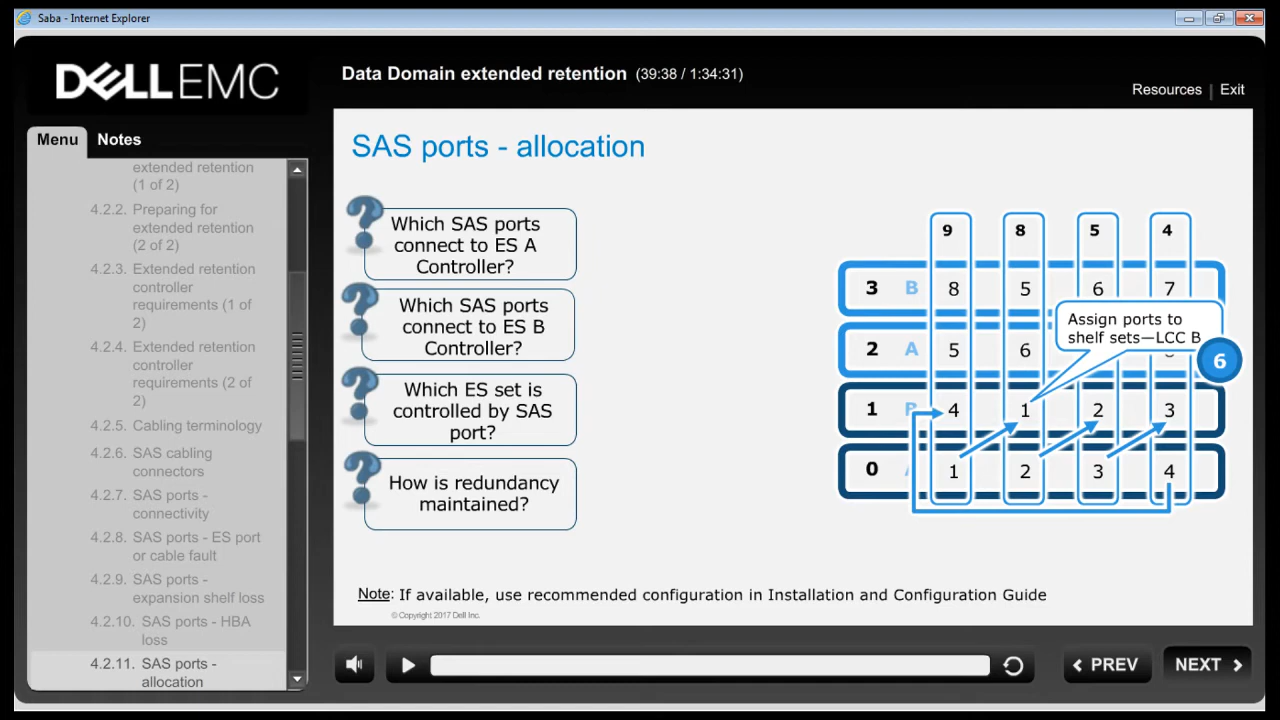 Saba - Internet Explorer
DELLEMC
Data Domain extended retention (39:38 / 1:34:31)
Resources | Exit
Menu Notes
extended retention
(1 of 2)
4.2.2. Preparing for
extended retention
(2 of 2)
4.2.3. Extended retention
controller
requirements (1 of
2)
4.2.4. Extended retention
controller
requirements (2 of
2)
4.2.5. Cabling terminology
4.2.6. SAS cabling
connectors
4.2.7. SAS ports -
connectivity
4.2.8. SAS ports - ES port
or cable fault
4.2.9. SAS ports -
expansion shelf loss
4.2.10. SAS ports - HBA
loss
4.2.11. SAS ports -
allocation
SAS ports - allocation
? Which SAS ports
connect to ES A
Controller?
? Which SAS ports
connect to ES B
Controller?
? Which ES set is
controlled by SAS
port?
? How is redundancy
maintained?
9 8 5 4
3 B 8 5 6 7
Assign ports to
shelf sets—LCC B
2 A 5 6
6
1 B 4 1 2 3
0 1 2 3 4
Note: If available, use recommended configuration in Installation and Configuration Guide
© Copyright 2017 Dell Inc.
PREV NEXT